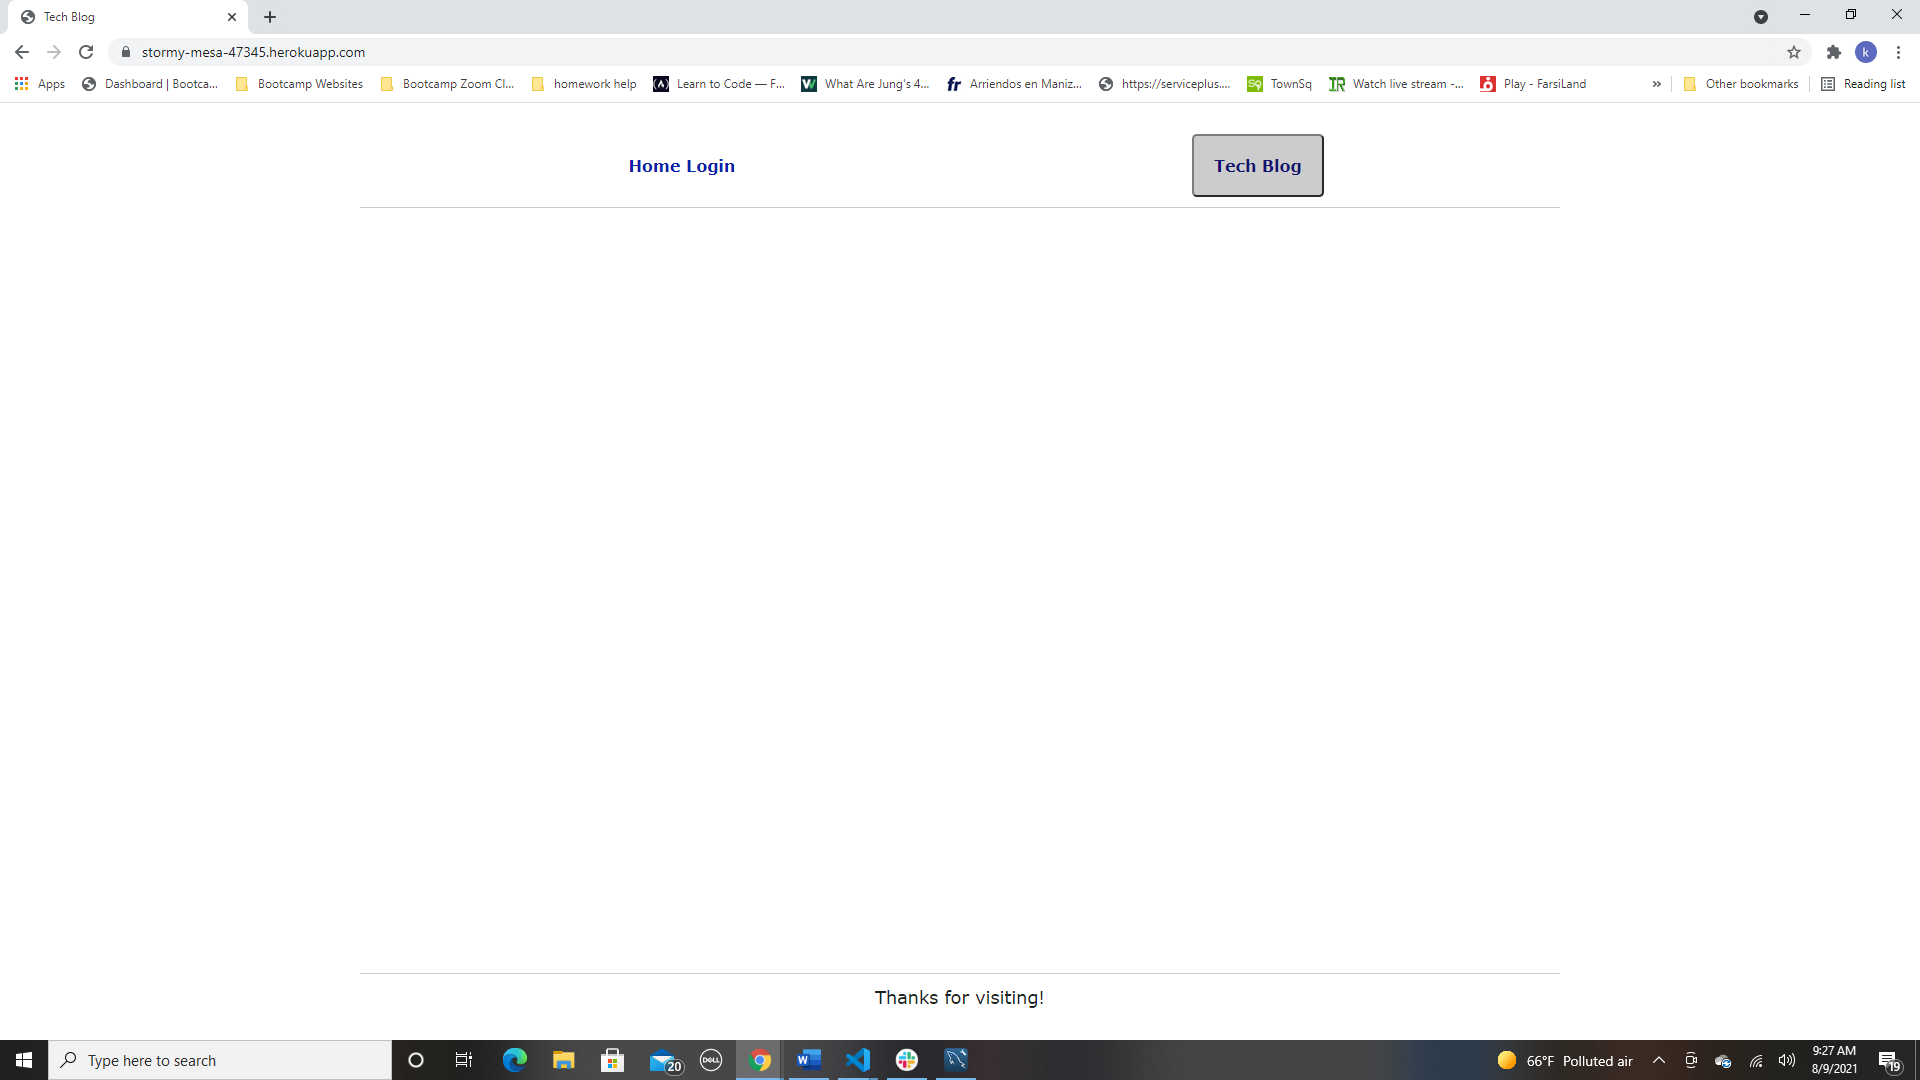 Tech Blog
stormy-mesa-47345.herokuapp.com
Apps Dashboard | Bootca... Bootcamp Websites Bootcamp Zoom Cl... homework help Learn to Code — F... What Are Jung's 4... Arriendos en Maniz... https://serviceplus.... TownSq Watch live stream -... Play - FarsiLand » Other bookmarks Reading list
Home Login Tech Blog
Thanks for visiting!
Type here to search 20 DELL 66°F Polluted air 9:27 AM
8/9/2021 19